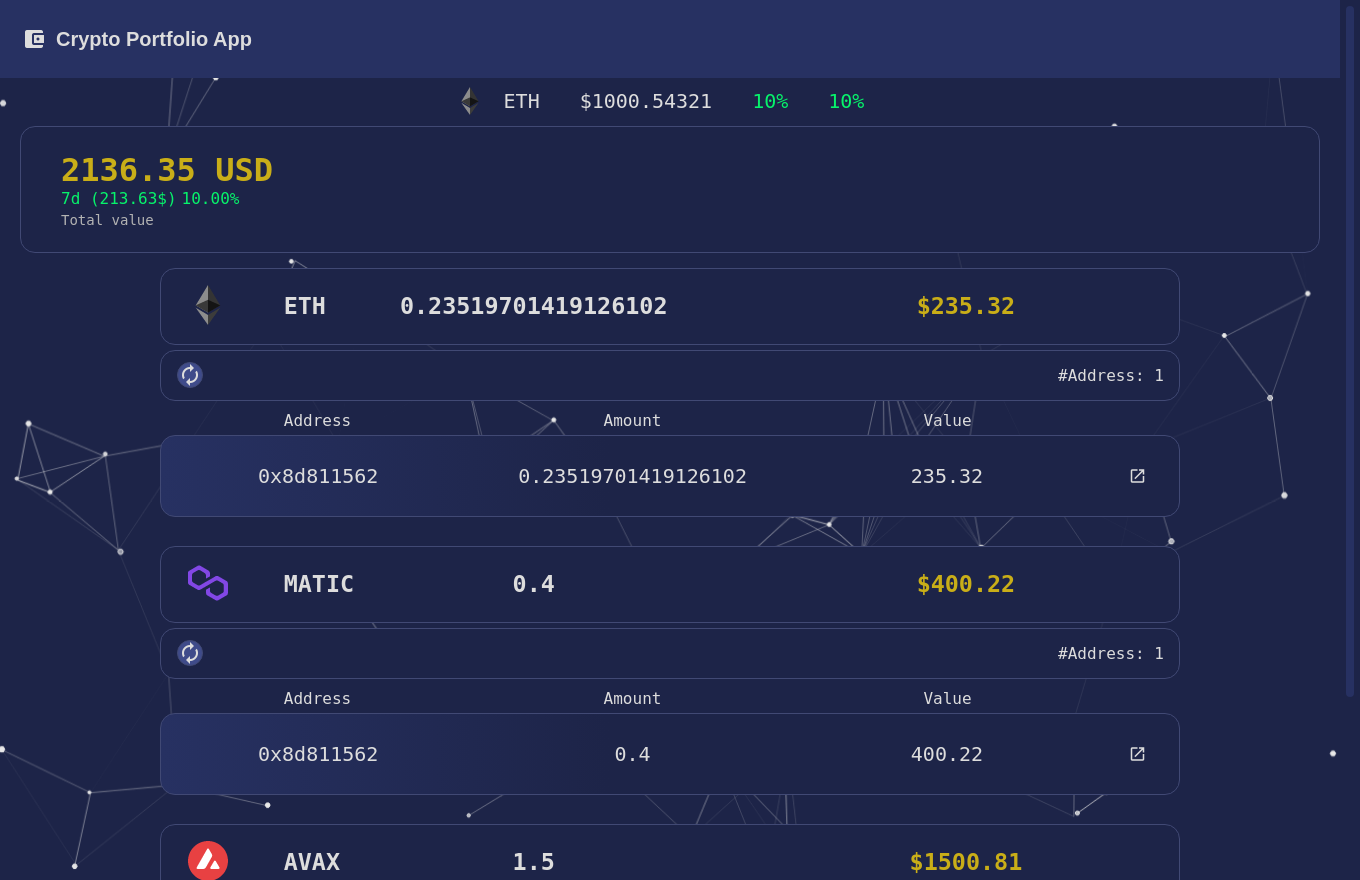 Crypto Portfolio App
ETH $1000.54321 10% 10%
2136.35 USD
7d (213.63$) 10.00%
Total value
ETH 0.23519701419126102 $235.32
#Address: 1
Address Amount Value
0x8d811562 0.23519701419126102 235.32
MATIC 0.4 $400.22
#Address: 1
Address Amount Value
0x8d811562 0.4 400.22
AVAX 1.5 $1500.81